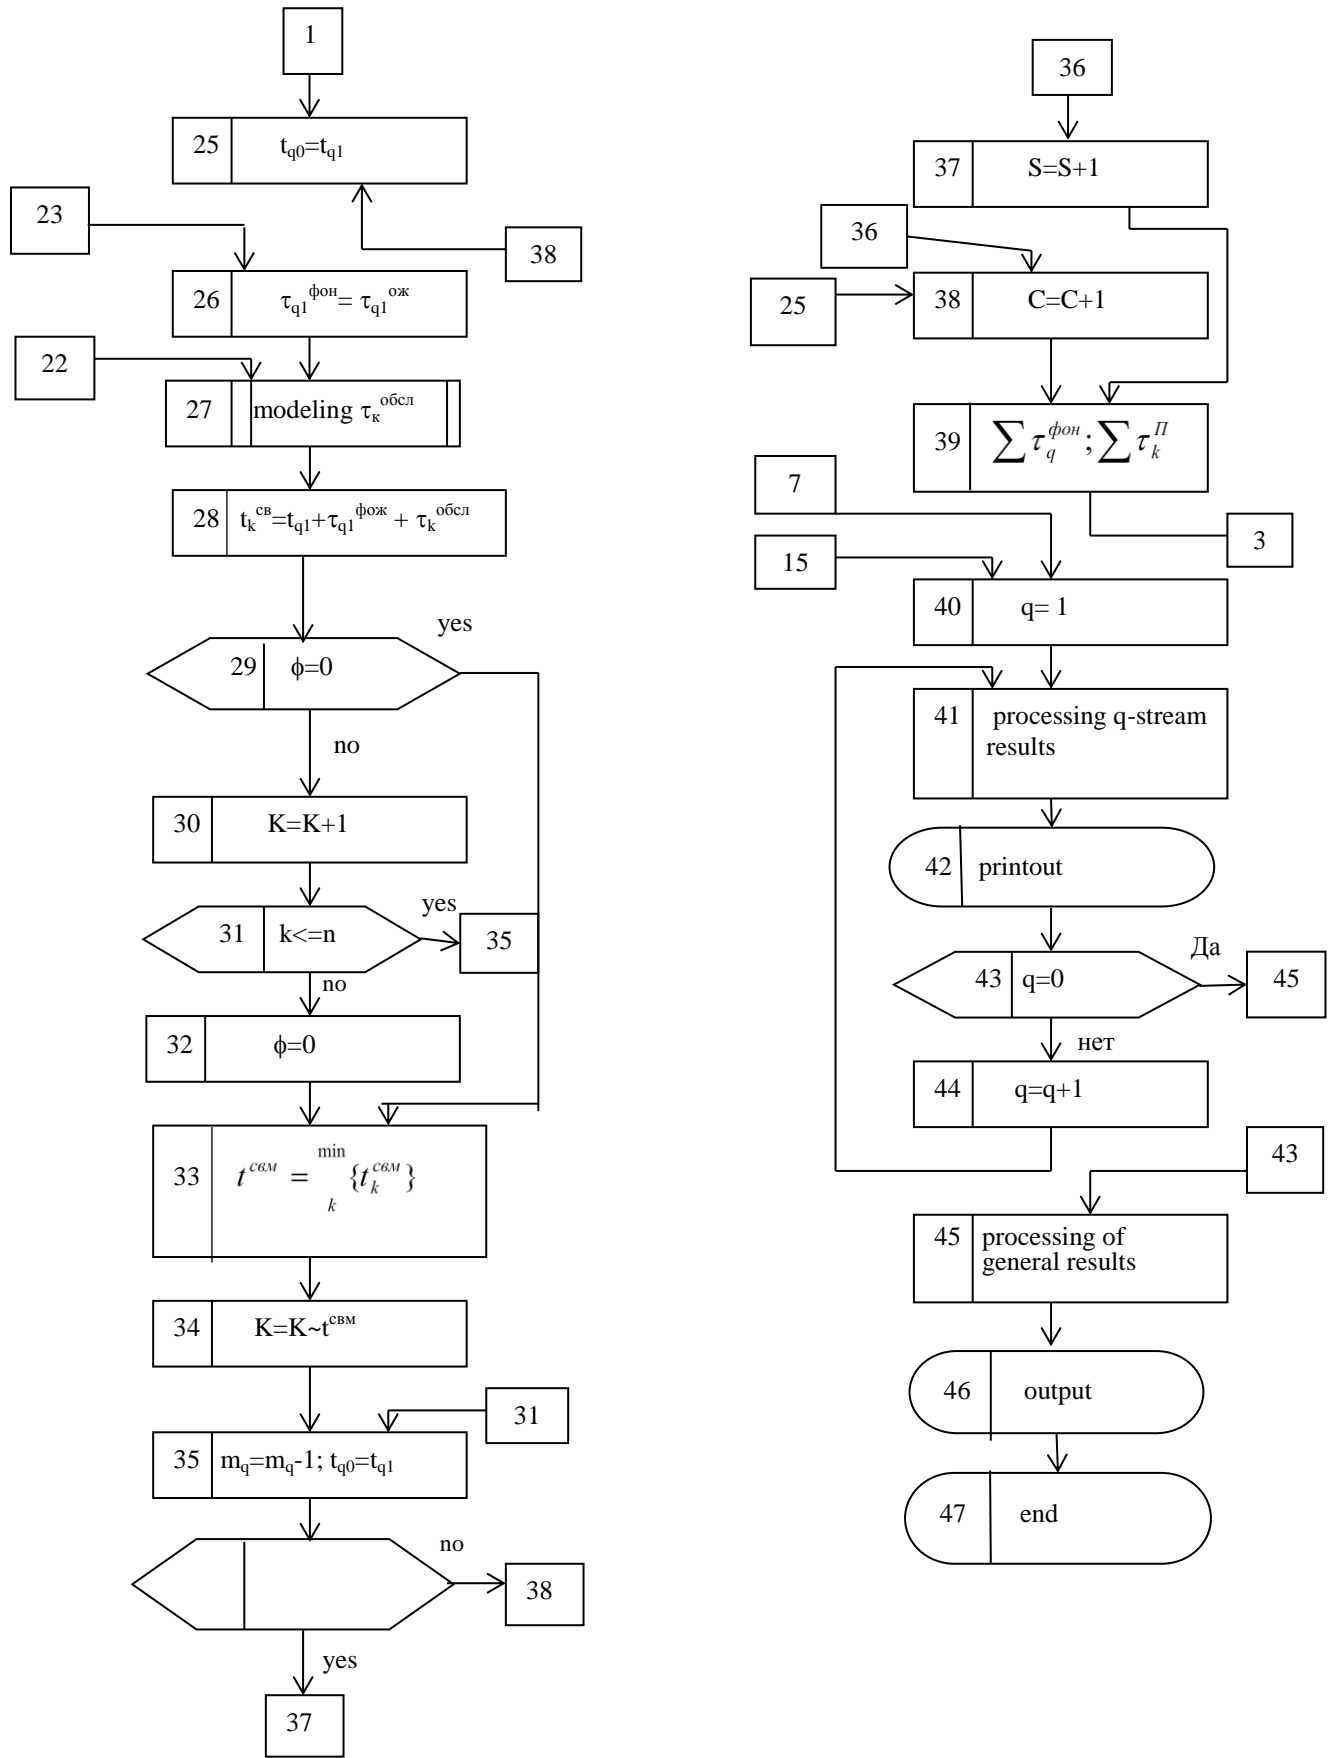 1
25 t_q0=t_q1
23
38
26 τ_q1^фон= τ_q1^ож
22
27 modeling τ_к^обсл
28 t_k^св=t_q1+τ_q1^фож + τ_k^обсл
29 ϕ=0
yes
no
30 K=K+1
31 k<=n
yes
35
no
32 ϕ=0
33 t^свм = min_k {t_k^свм}
34 K=K~t^свм
31
35 m_q=m_q-1; t_q0=t_q1
no
38
yes
37
36
37 S=S+1
36
25
38 C=C+1
39 ∑ τ_q^фон ; ∑ τ_k^П
7
3
15
40 q= 1
41 processing q-stream
results
42 printout
43 q=0
Да
45
нет
44 q=q+1
43
45 processing of
general results
46 output
47 end